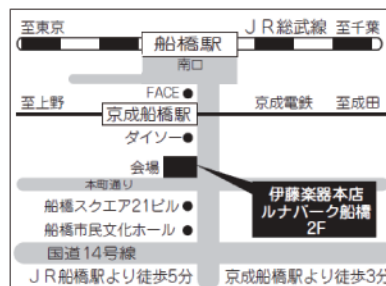 至東京
船橋駅
JR総武線
至千葉
南口
FACE
至上野
京成船橋駅
京成電鉄
至成田
ダイソー
会場
本町通り
伊藤楽器本店
ルナパーク船橋
2F
船橋スクエア21ビル
船橋市民文化ホール
国道14号線
JR船橋駅より徒歩5分
京成船橋駅より徒歩3分